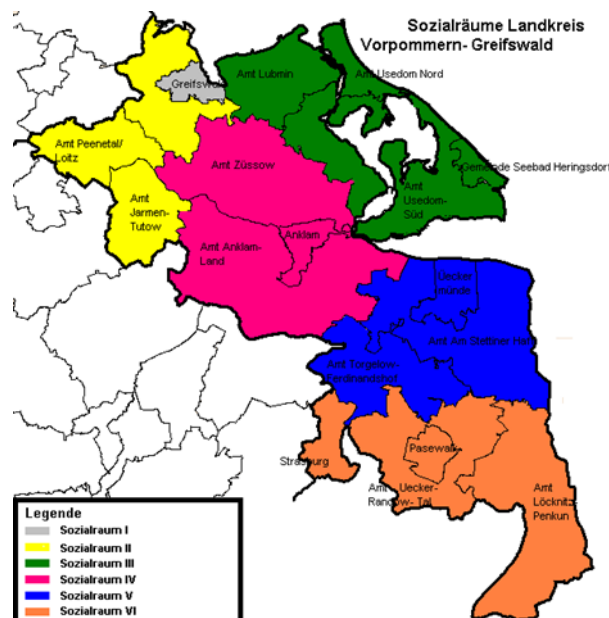 Sozialräume Landkreis
Vorpommern- Greifswald
Amt Lubmin
Amt Usedom Nord
Greifswald
Amt Peenetal/
Loitz
Amt Züssow
Gemeinde Seebad Heringsdorf
Amt
Jarmen-
Tutow
Amt
Usedom-
Süd
Anklam
Amt Anklam-
Land
Uecker
münde
Amt Am Stettiner Haff
Amt Torgelow-
Ferdinandshof
Strasburg
Pasewalk
Amt Uecker-
Randow- Tal
Amt
Löcknitz-
Penkun
Legende
Sozialraum I
Sozialraum II
Sozialraum III
Sozialraum IV
Sozialraum V
Sozialraum VI